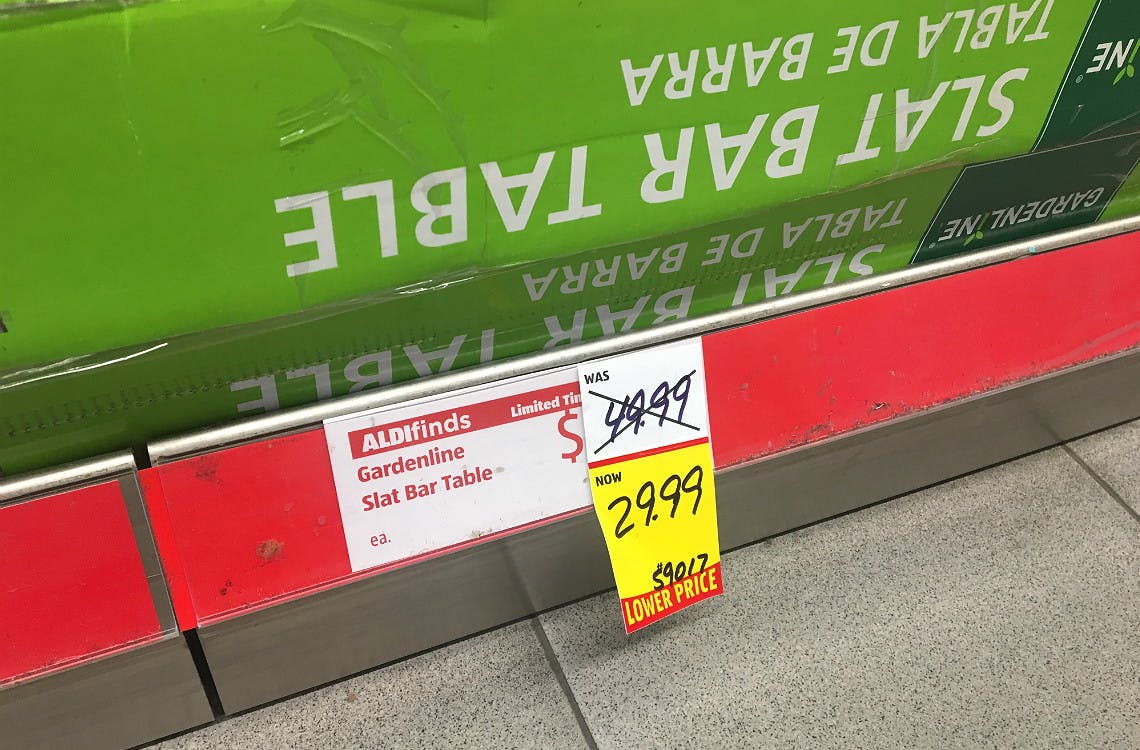 TABLA DE BARRA
SLAT BAR TABLE
GARDENLINE
TABLA DE BARRA
SLAT BAR TABLE
ALDIfinds
Limited
$
Gardenline
Slat Bar Table
ea.
WAS
49.99
NOW
29.99
LOWER PRICE